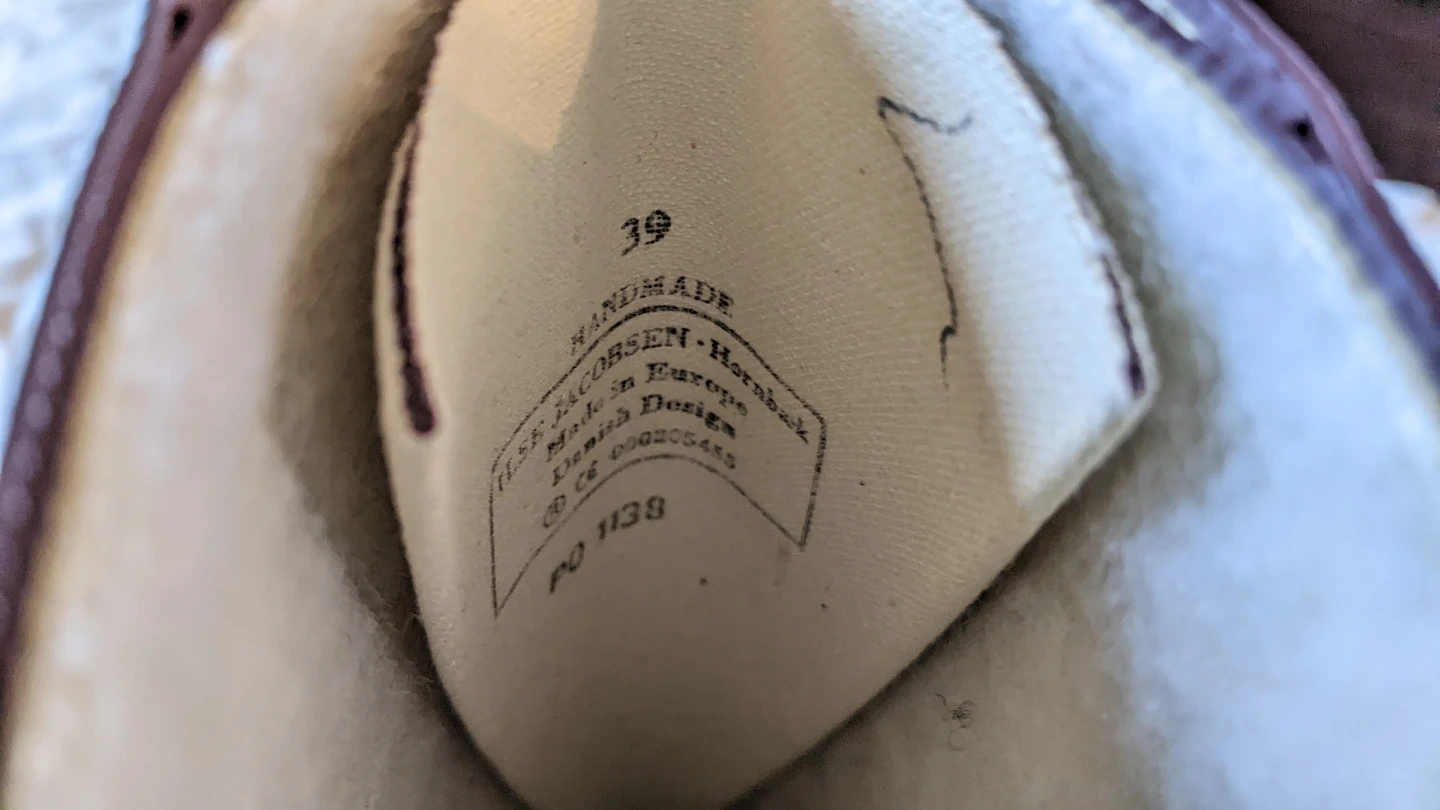 39
HANDMADE
ILSE JACOBSEN · Hornbæk
Made in Europe
Danish Design
® CE 000205455
PO 1138